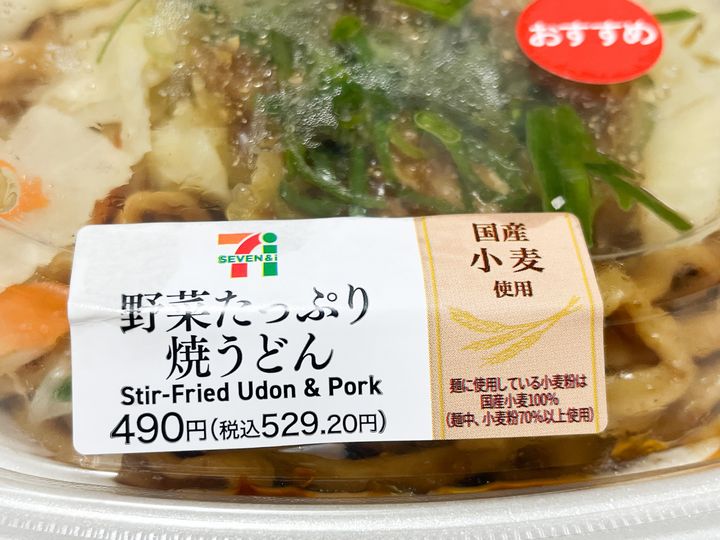 おすすめ
SEVEN&i
野菜たっぷり
焼うどん
Stir-Fried Udon & Pork
490円(税込529.20円)
国産
小麦
使用
麺に使用している小麦粉は
国産小麦100%
(麺中、小麦粉70%以上使用)